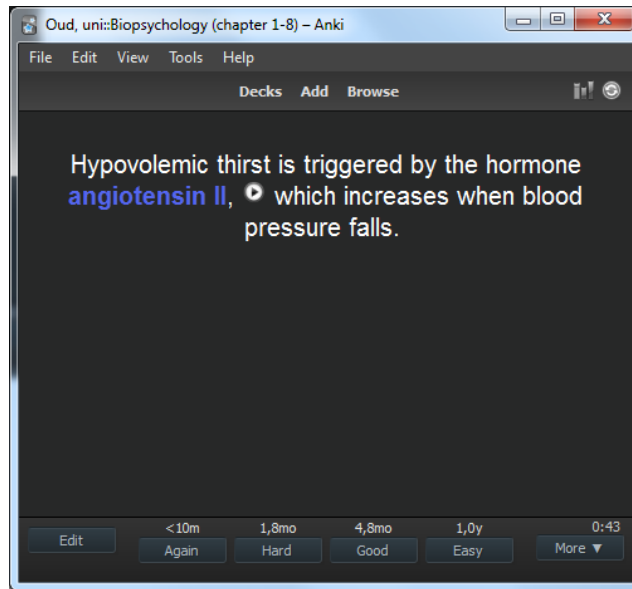 Oud, uni::Biopsychology (chapter 1-8) – Anki
File Edit View Tools Help
Decks Add Browse
Hypovolemic thirst is triggered by the hormone
angiotensin II, which increases when blood
pressure falls.
<10m 1,8mo 4,8mo 1,0y 0:43
Edit Again Hard Good Easy More ▼